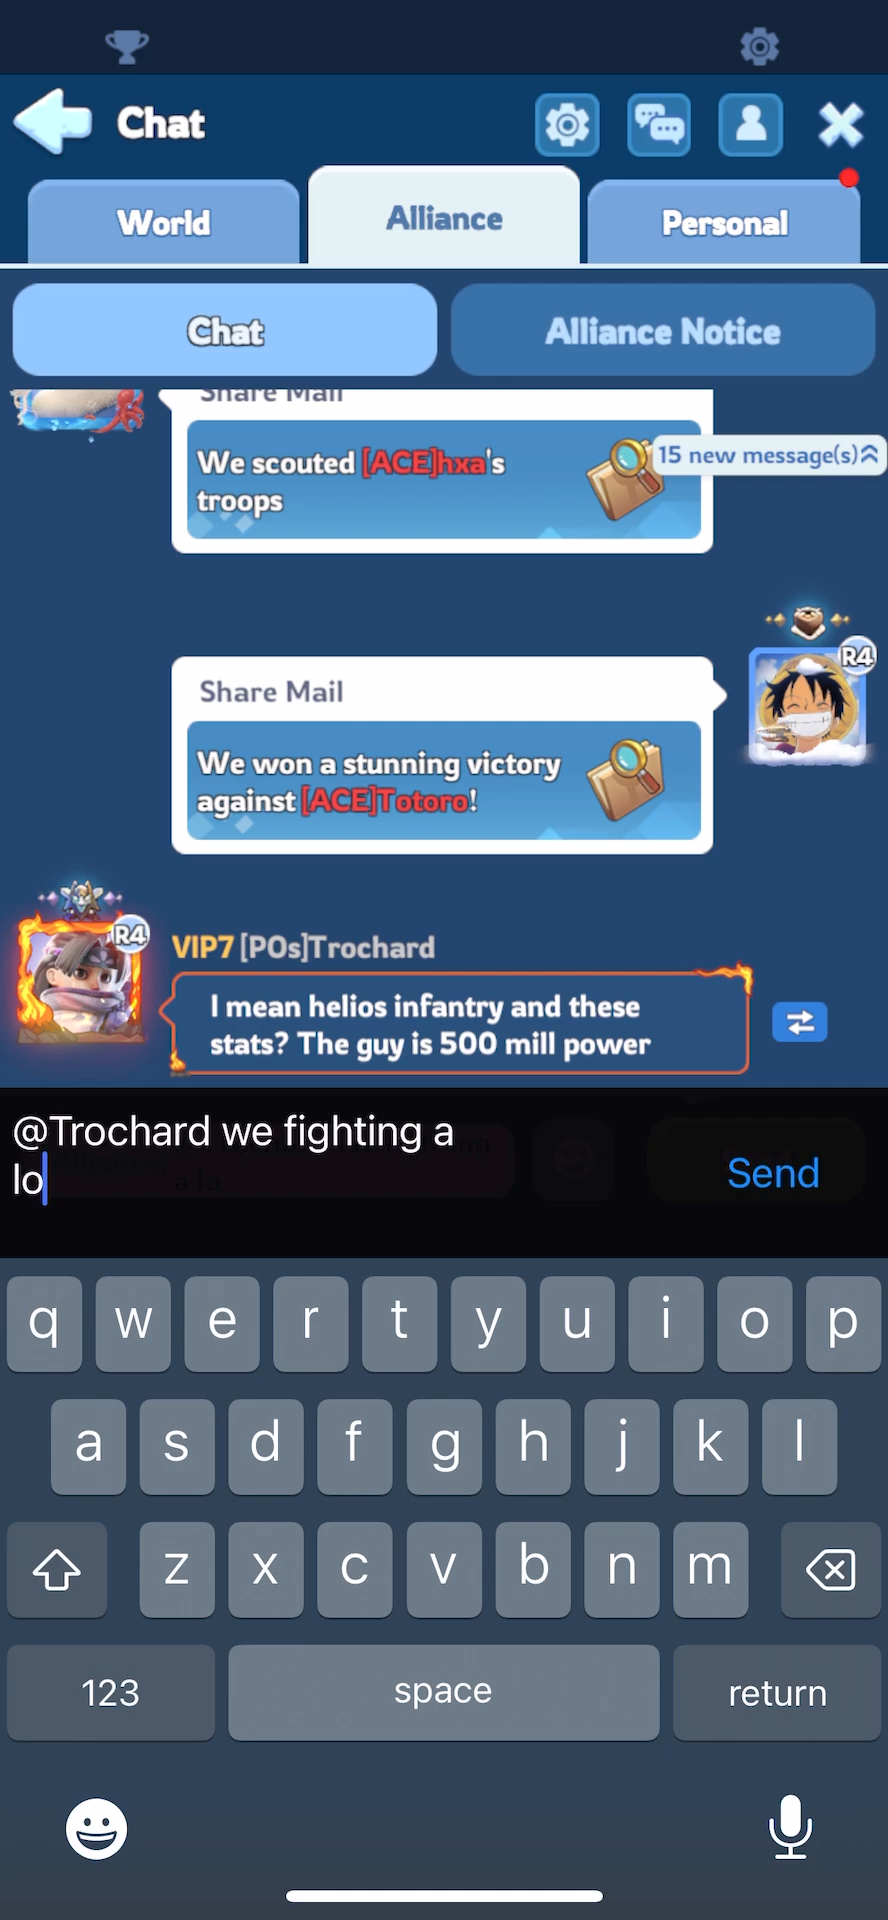 Chat
World
Alliance
Personal
Chat
Alliance Notice
Share Mail
We scouted [ACE]hxa's
troops
15 new message(s)
R4
Share Mail
We won a stunning victory
against [ACE]Totoro!
R4
VIP7 [POs]Trochard
I mean helios infantry and these
stats? The guy is 500 mill power
@Trochard we fighting a
lo
Send
q w e r t y u i o p
a s d f g h j k l
z x c v b n m
123
space
return